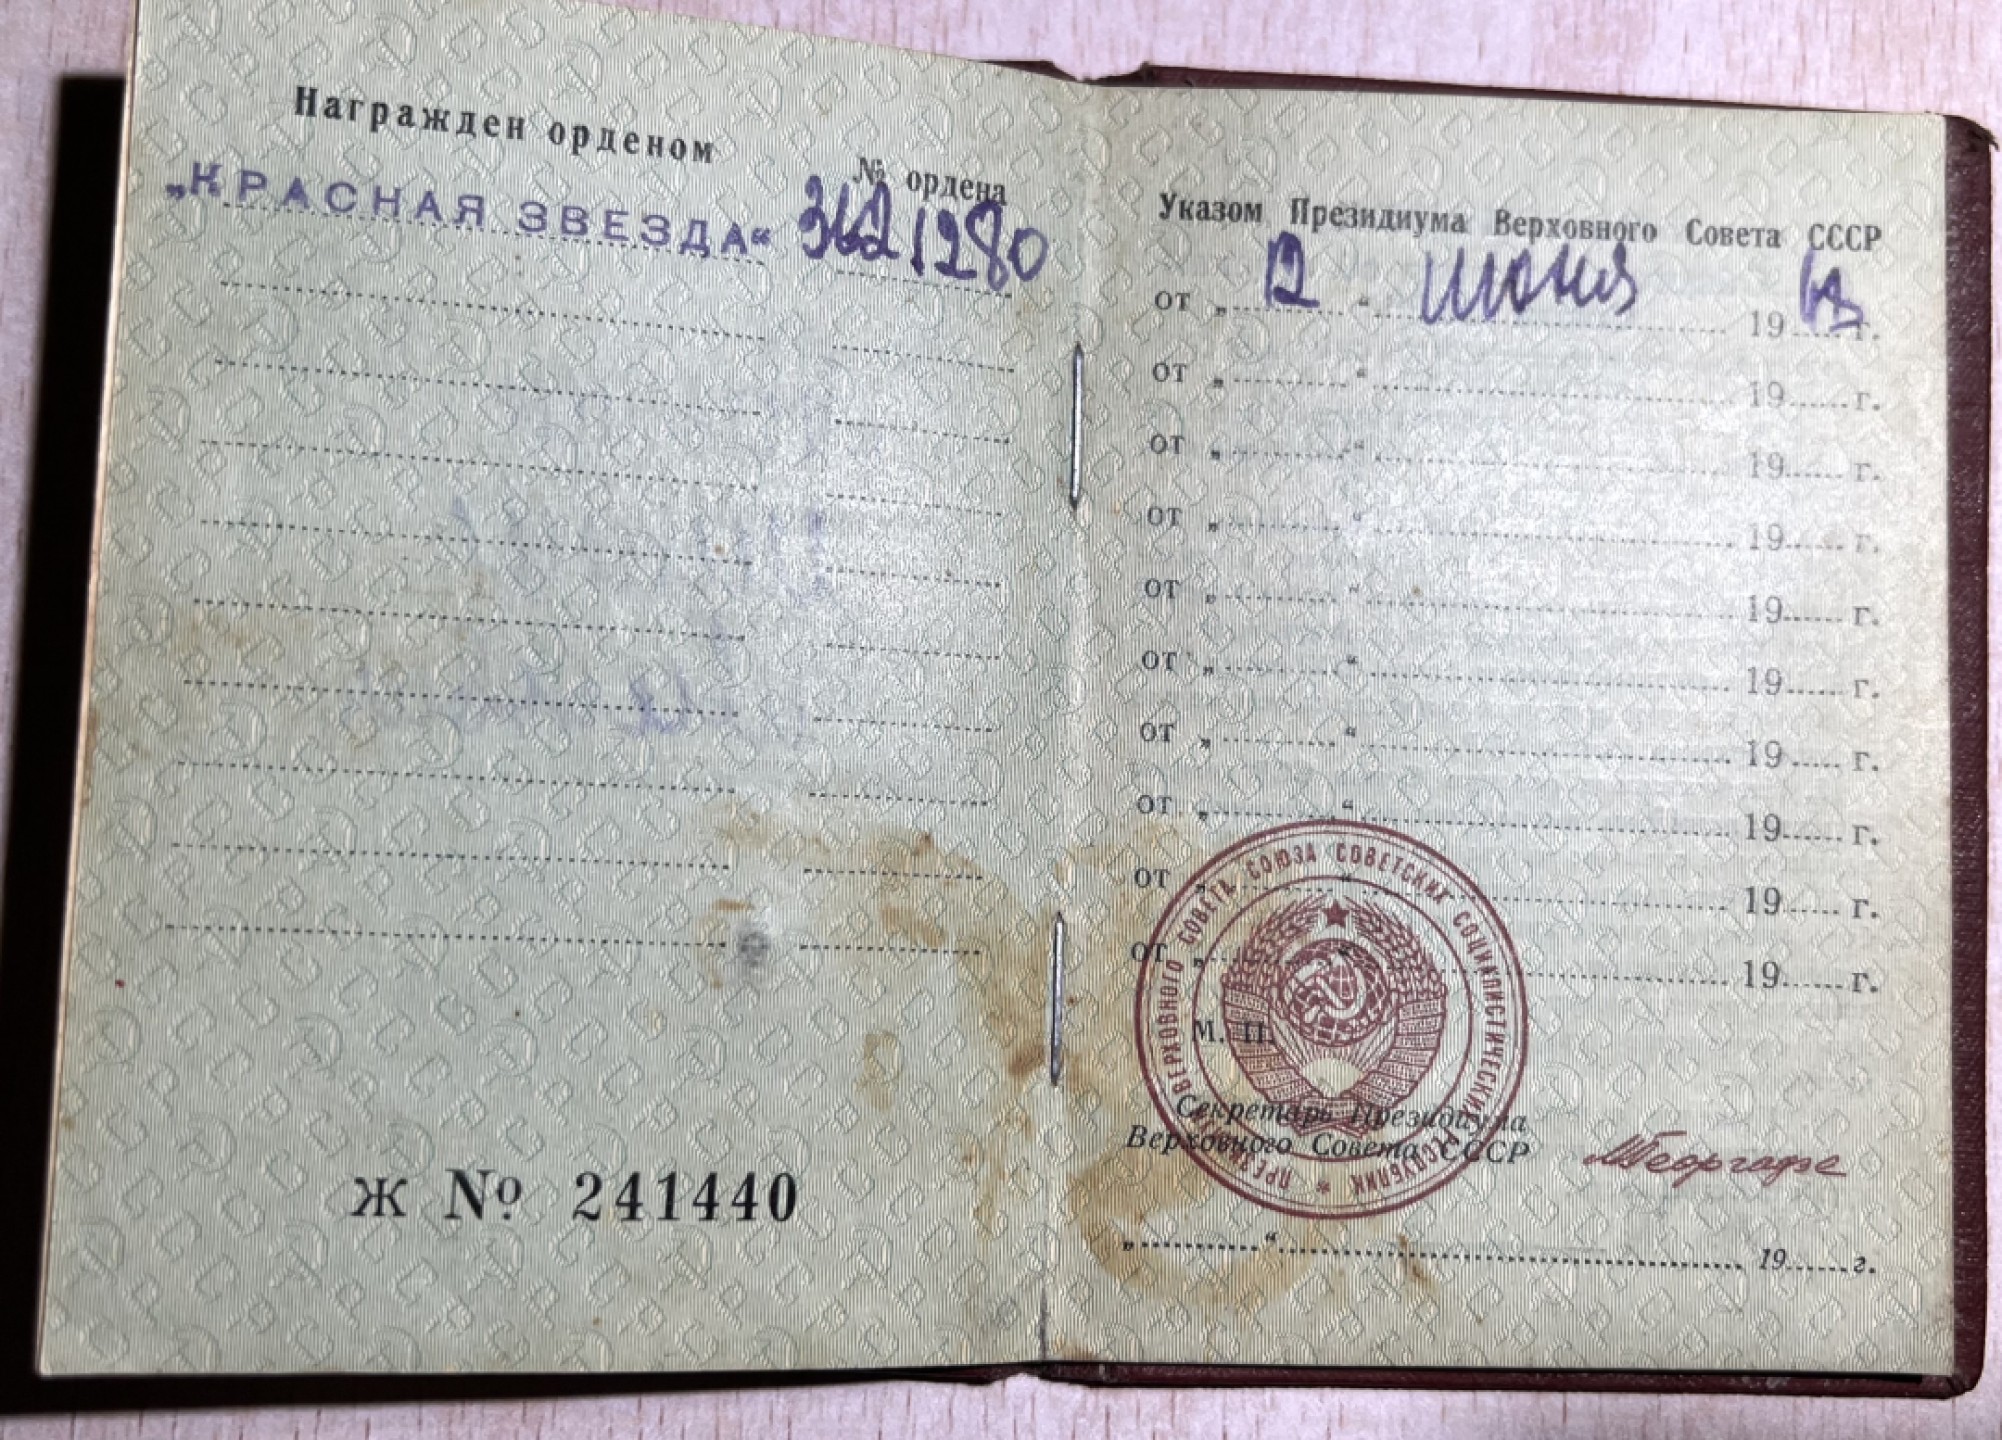 Награжден орденом
№ ордена
„КРАСНАЯ ЗВЕЗДА“ 3621280
Ж № 241440
Указом Президиума Верховного Совета СССР
от „12“ июня 19 г.
от „ “ 19 г.
от „ “ 19 г.
от „ “ 19 г.
от „ “ 19 г.
от „ “ 19 г.
от „ “ 19 г.
от „ “ 19 г.
от „ “ 19 г.
от „ “ 19 г.
М. П.
ПРЕЗИДИУМ ВЕРХОВНОГО СОВЕТА СОЮЗА СОВЕТСКИХ СОЦИАЛИСТИЧЕСКИХ РЕСПУБЛИК
Секретарь Президиума
Верховного Совета СССР
МГеоргадзе
„ “ 19 г.